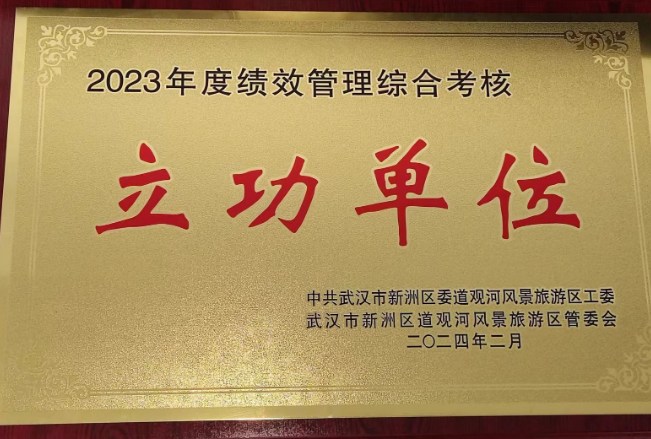 2023年度绩效管理综合考核
立功单位
中共武汉市新洲区委道观河风景旅游区工委
武汉市新洲区道观河风景旅游区管委会
二〇二四年二月